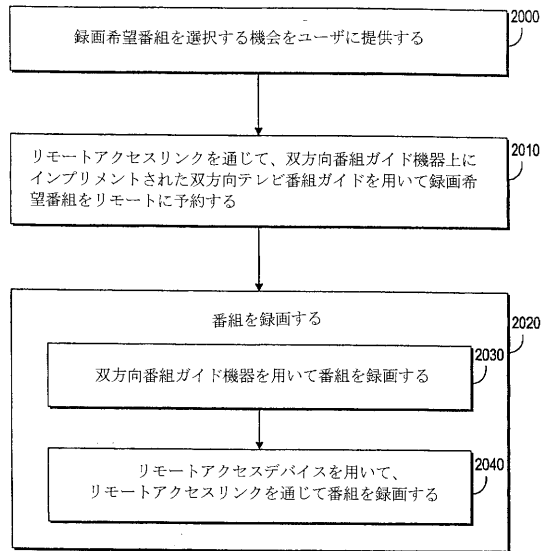 録画希望番組を選択する機会をユーザに提供する
2000
リモートアクセスリンクを通じて、双方向番組ガイド機器上に
インプリメントされた双方向テレビ番組ガイドを用いて録画希
望番組をリモートに予約する
2010
番組を録画する
2020
双方向番組ガイド機器を用いて番組を録画する
2030
リモートアクセスデバイスを用いて、
リモートアクセスリンクを通じて番組を録画する
2040